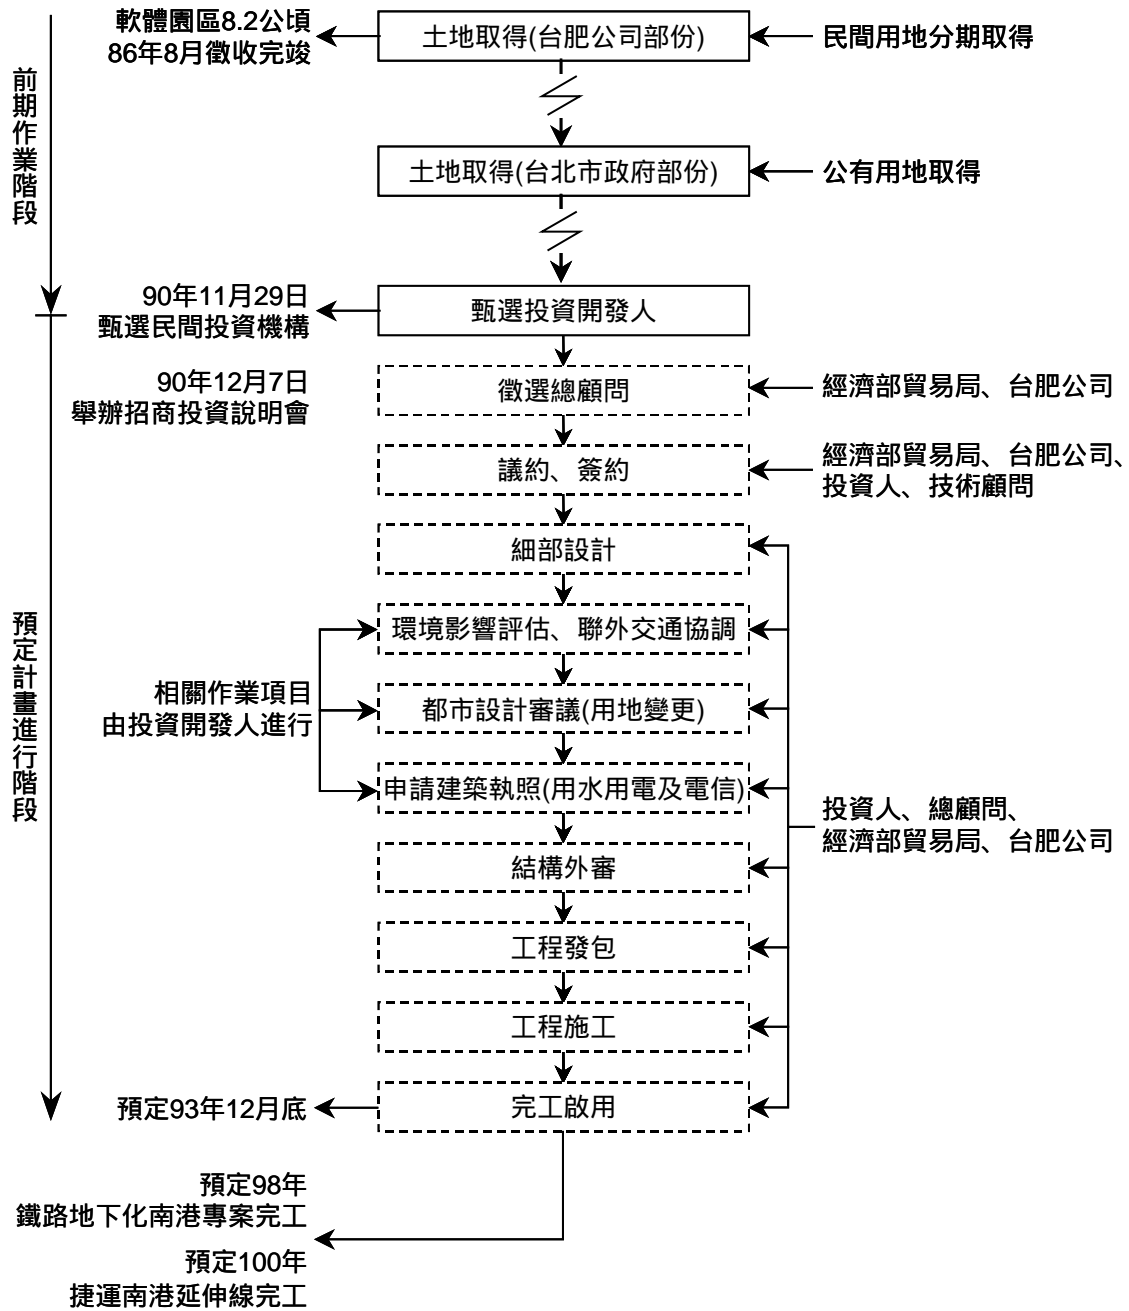 軟體園區8.2公頃
86年8月徵收完竣
土地取得(台肥公司部份)
民間用地分期取得
前期作業階段
土地取得(台北市政府部份)
公有用地取得
90年11月29日
甄選民間投資機構
甄選投資開發人
90年12月7日
舉辦招商投資說明會
徵選總顧問
經濟部貿易局、台肥公司
議約、簽約
經濟部貿易局、台肥公司、
投資人、技術顧問
細部設計
預定計畫進行階段
環境影響評估、聯外交通協調
相關作業項目
由投資開發人進行
都市設計審議(用地變更)
申請建築執照(用水用電及電信)
投資人、總顧問、
經濟部貿易局、台肥公司
結構外審
工程發包
工程施工
預定93年12月底
完工啟用
預定98年
鐵路地下化南港專案完工
預定100年
捷運南港延伸線完工